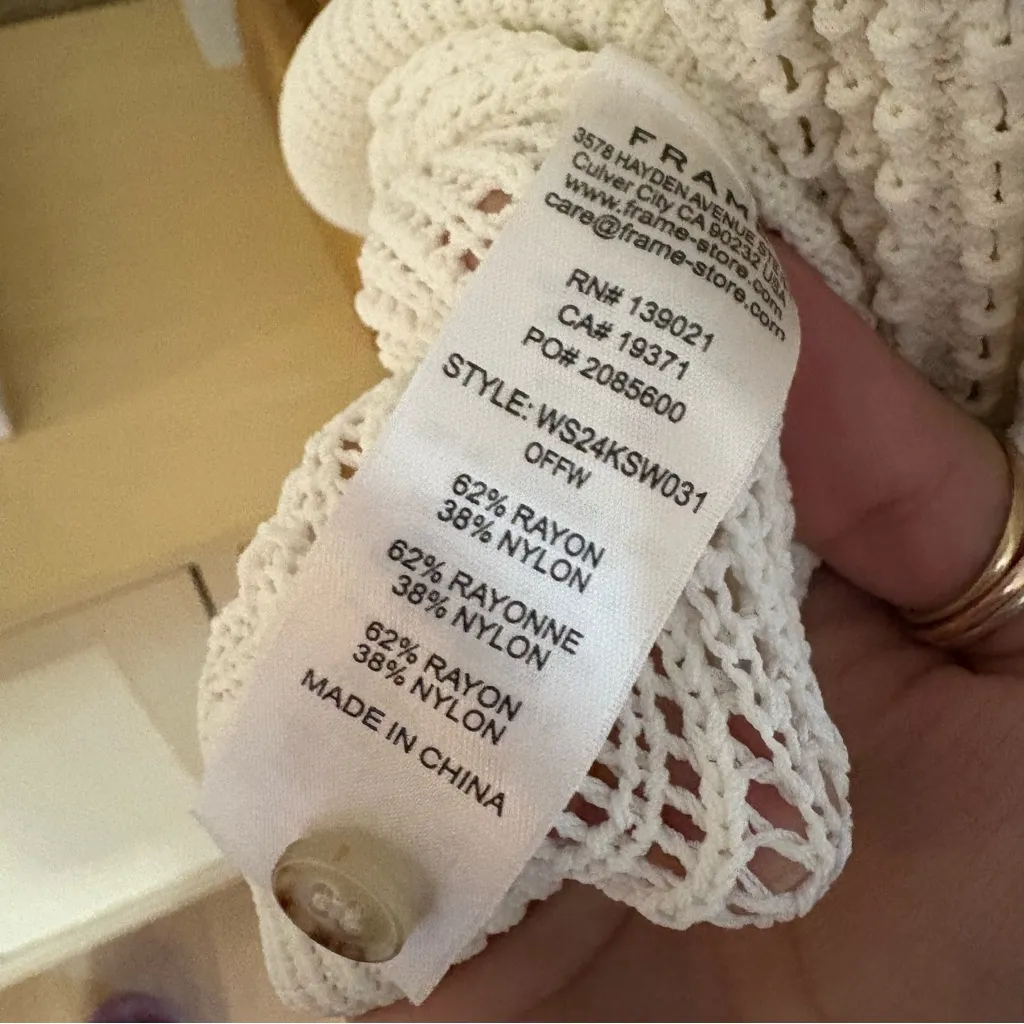 FRAM
3578 HAYDEN AVENUE
Culver City CA 90232 USA
www.frame-store.com
care@frame-store.com
RN# 139021
CA# 19371
PO# 2085600
STYLE: WS24KSW031
OFFW
62% RAYON
38% NYLON
62% RAYONNE
38% NYLON
62% RAYON
38% NYLON
MADE IN CHINA